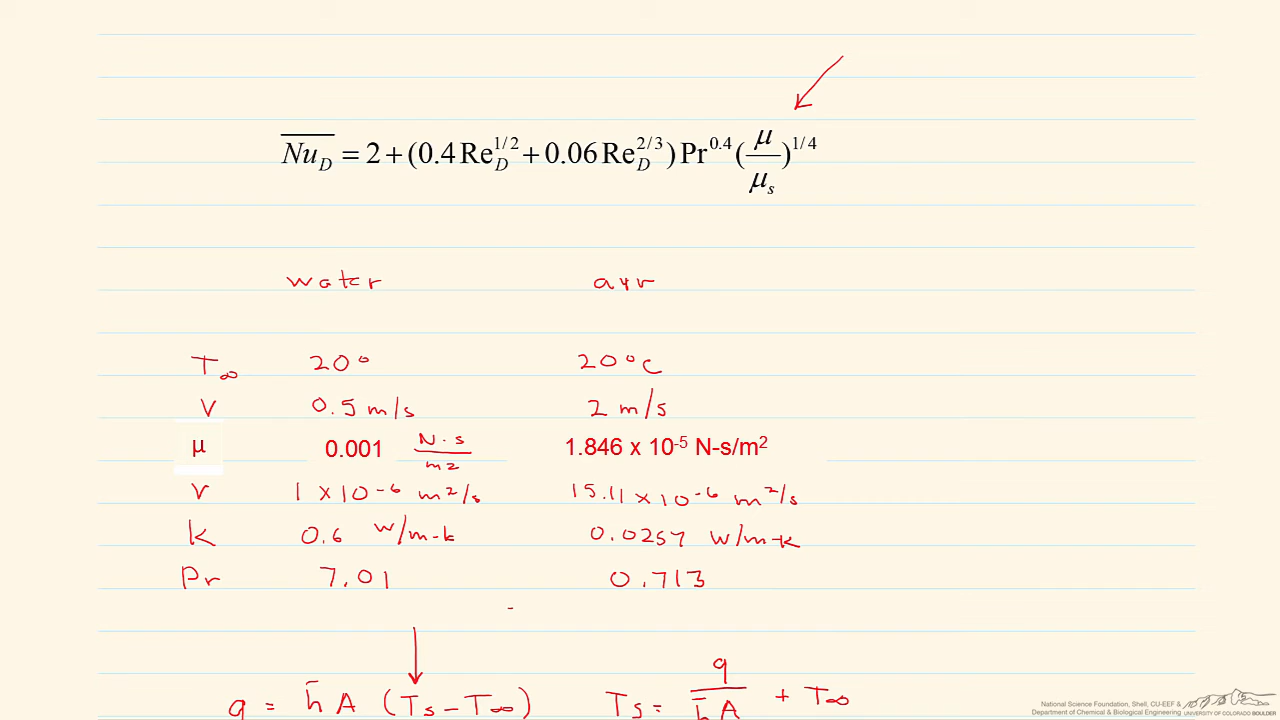 \overline{Nu_D} = 2 + (0.4 Re_D^{1/2} + 0.06 Re_D^{2/3}) Pr^{0.4} (μ/μ_s)^{1/4}
water air
T∞ 20° 20°C
V 0.5 m/s 2 m/s
μ 0.001 N·s/m2 1.846 x 10-5 N-s/m²
ν 1 x 10-6 m²/s 15.11 x 10-6 m²/s
k 0.6 W/m-k 0.0257 W/m-k
Pr 7.01 0.713
q = h̄ A (Ts - T∞) Ts = q/h̄A + T∞
National Science Foundation, Shell, CU-EEF &
Department of Chemical & Biological Engineering UNIVERSITY OF COLORADO BOULDER